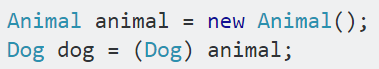 Animal animal = new Animal();
Dog dog = (Dog) animal;